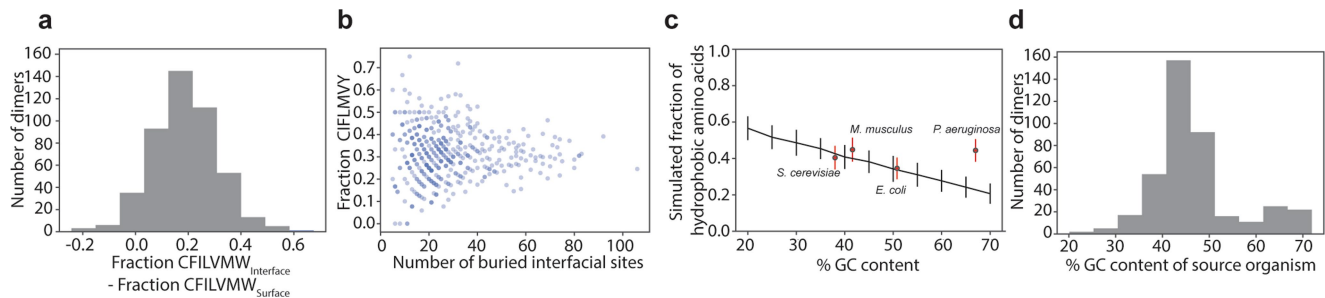 a
Number of dimers
160
140
120
100
80
60
40
20
0
-0.2 0.0 0.2 0.4 0.6
Fraction CFILVMW Interface
- Fraction CFILVMW Surface
b
Fraction CIFLMVY
0.7
0.6
0.5
0.4
0.3
0.2
0.1
0.0
0 20 40 60 80 100
Number of buried interfacial sites
c
Simulated fraction of
hydrophobic amino acids
1.0
0.8
0.6
0.4
0.2
0.0
M. musculus
P. aeruginosa
S. cerevisiae
E. coli
20 30 40 50 60 70
% GC content
d
Number of dimers
160
140
120
100
80
60
40
20
0
20 30 40 50 60 70
% GC content of source organism